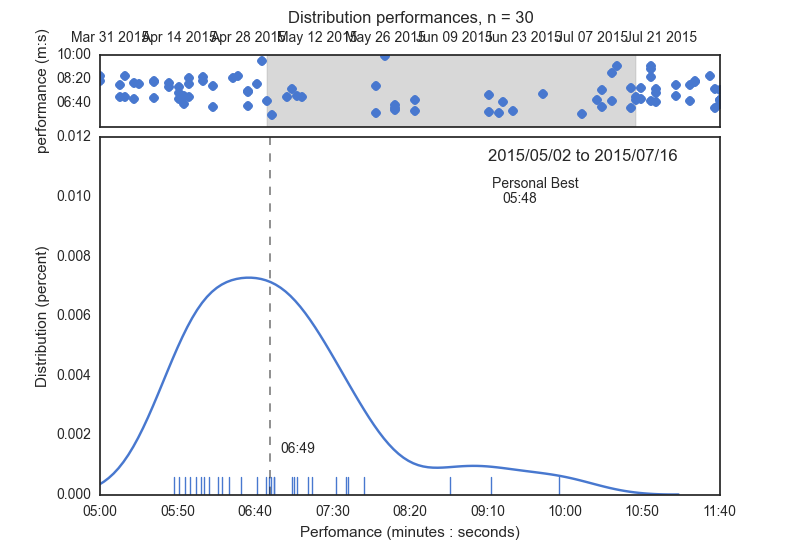 Distribution performances, n = 30
Mar 31 2015 Apr 14 2015 Apr 28 2015 May 12 2015 May 26 2015 Jun 09 2015 Jun 23 2015 Jul 07 2015 Jul 21 2015
performance (m:s)
10:00
08:20
06:40
Distribution (percent)
0.012
0.010
0.008
0.006
0.004
0.002
0.000
2015/05/02 to 2015/07/16
Personal Best
05:48
06:49
05:00 05:50 06:40 07:30 08:20 09:10 10:00 10:50 11:40
Perfomance (minutes : seconds)